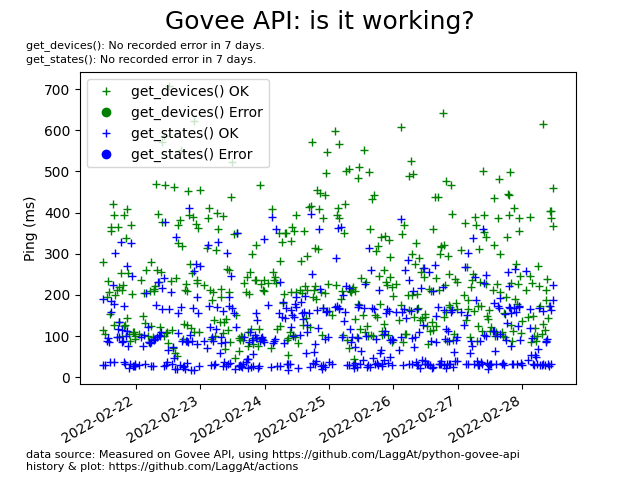 Govee API: is it working?
get_devices(): No recorded error in 7 days.
get_states(): No recorded error in 7 days.
get_devices() OK
get_devices() Error
get_states() OK
get_states() Error
Ping (ms)
700
600
500
400
300
200
100
0
2022-02-22
2022-02-23
2022-02-24
2022-02-25
2022-02-26
2022-02-27
2022-02-28
data source: Measured on Govee API, using https://github.com/LaggAt/python-govee-api
history & plot: https://github.com/LaggAt/actions